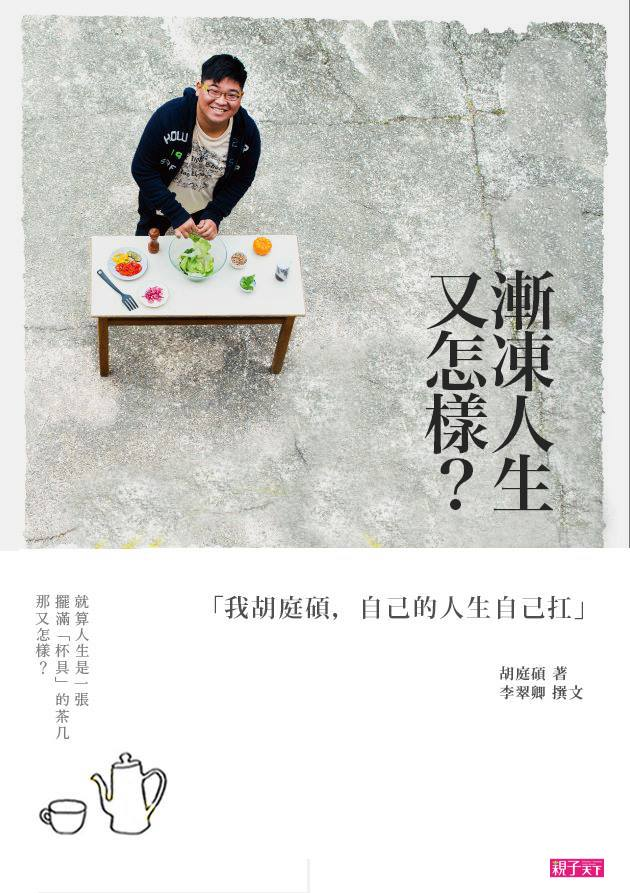 漸凍人生
又怎樣？
「我胡庭碩，自己的人生自己扛」
胡庭碩 著
李翠卿 撰文
就算人生是一張
擺滿「杯具」的茶几
那又怎樣？
親子天下